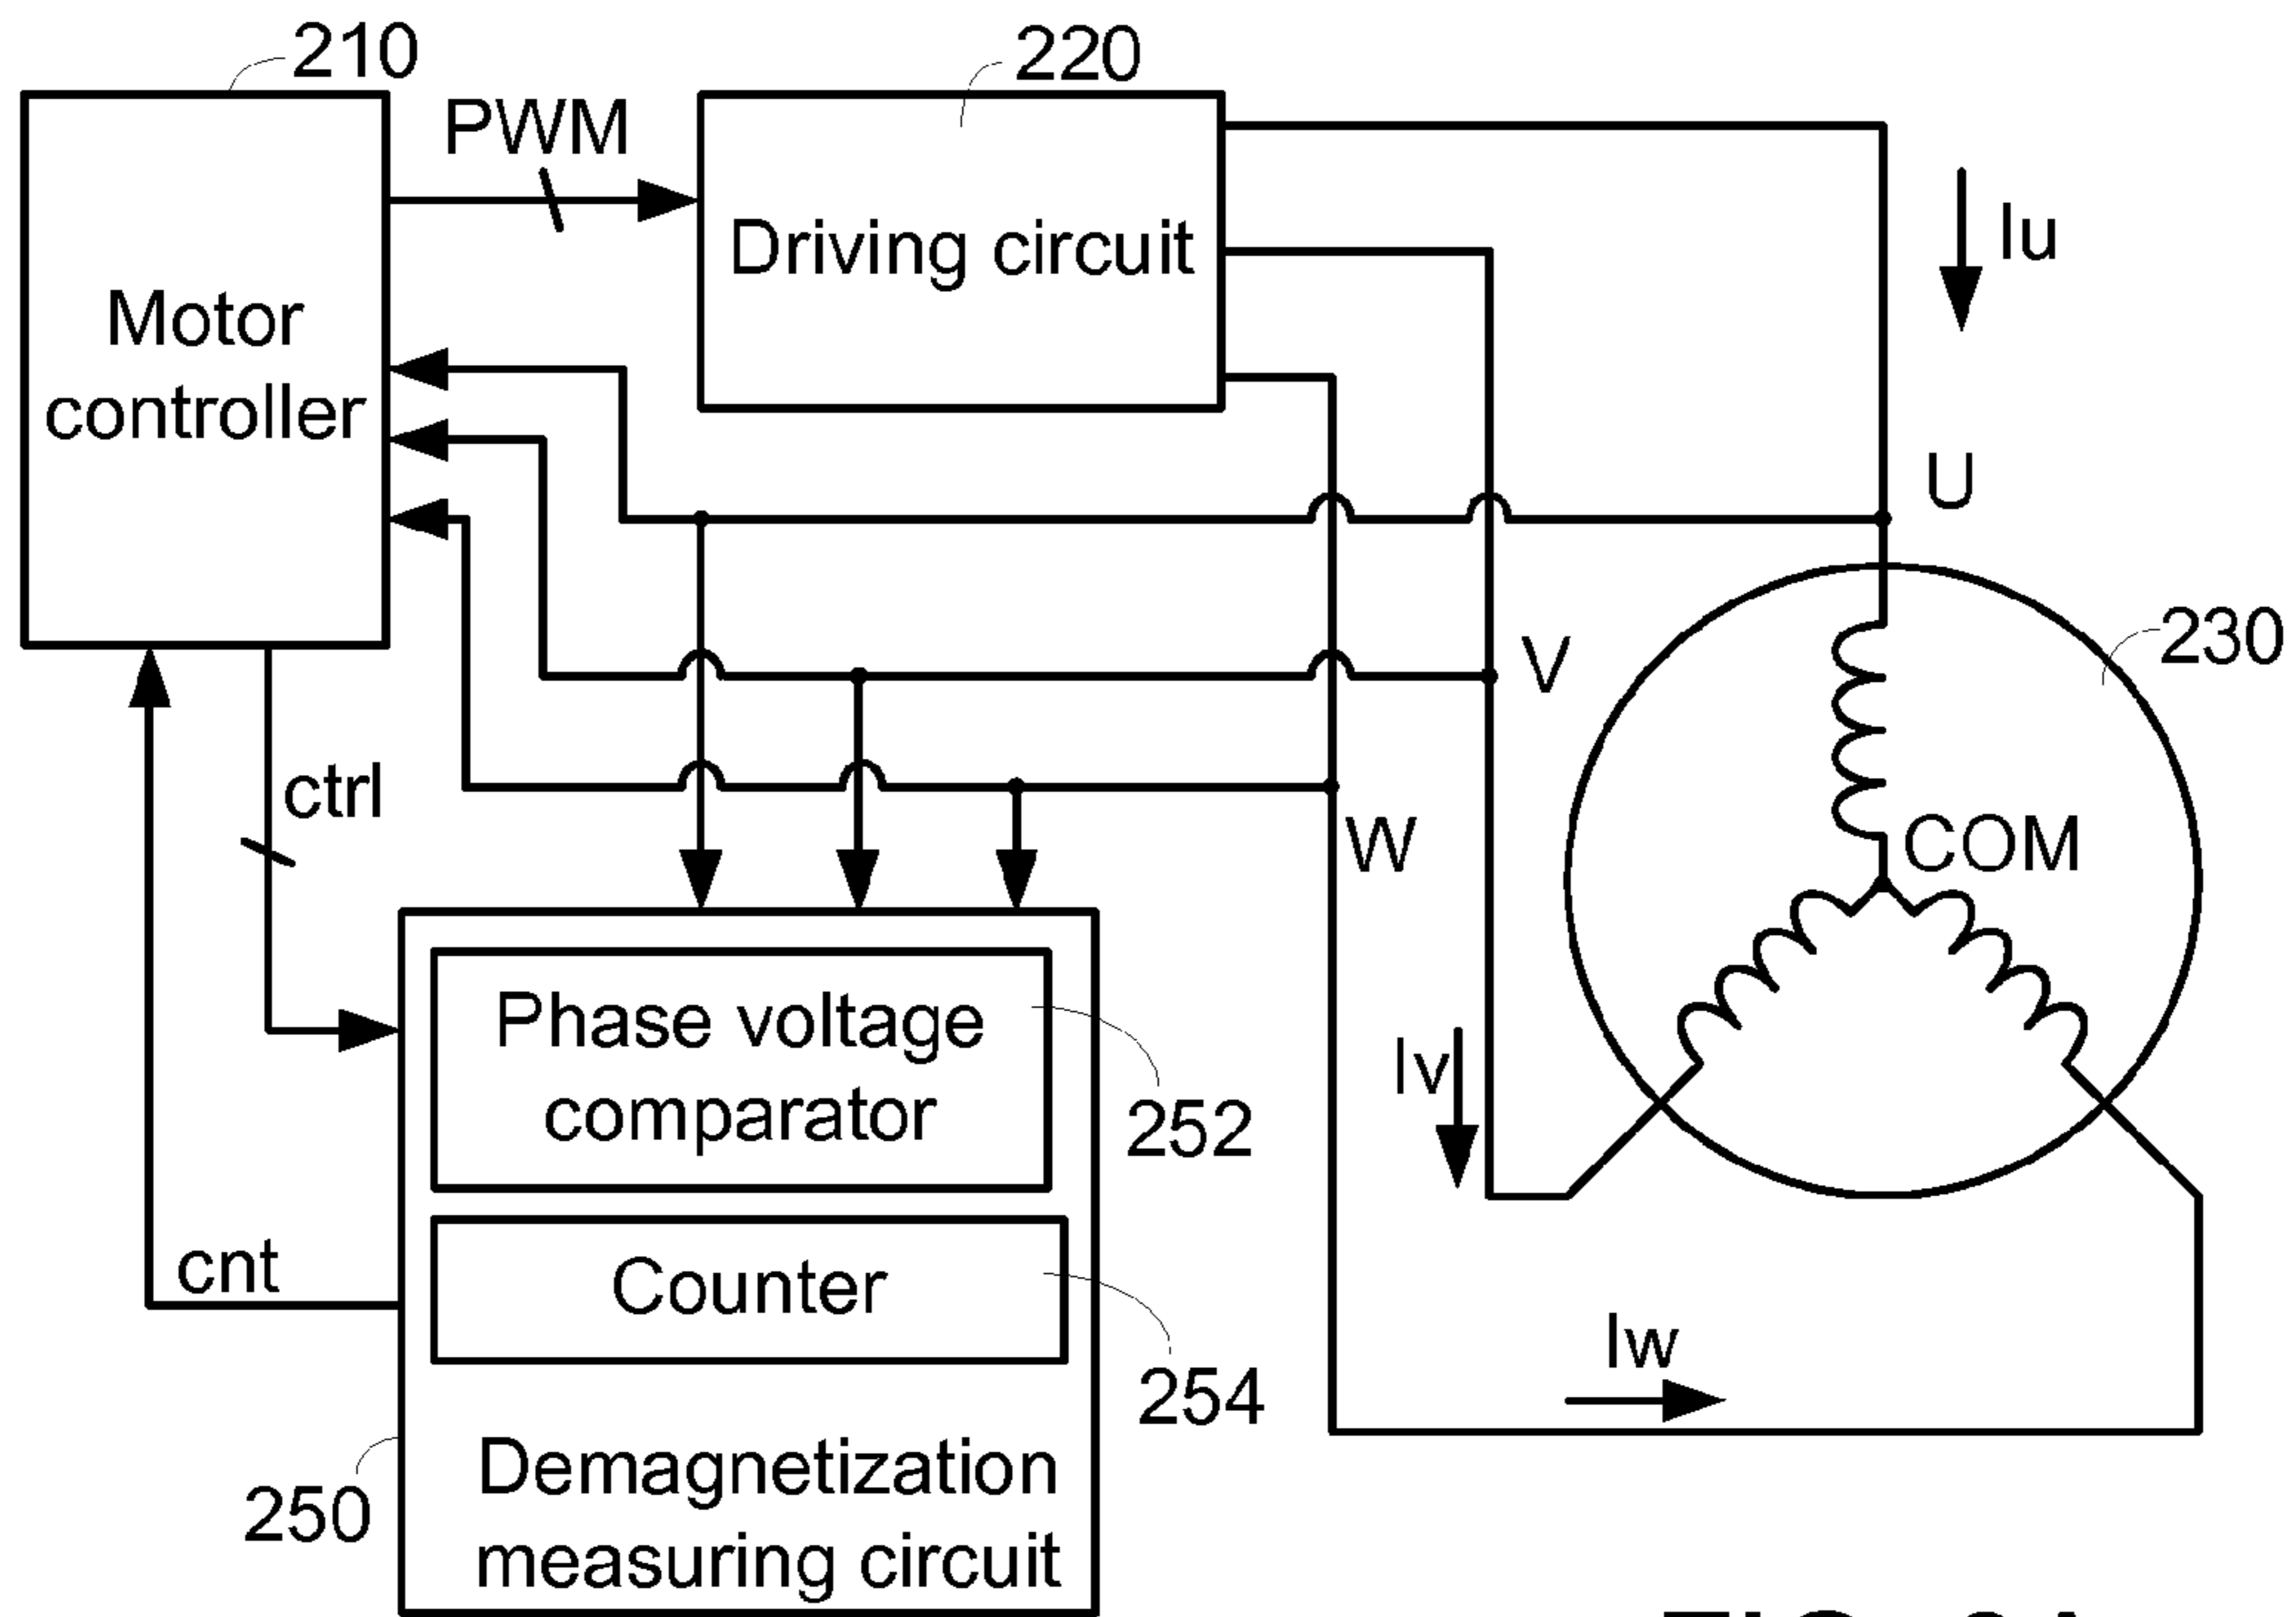 210
220
PWM
Driving circuit
Iu
Motor
controller
U
V
230
ctrl
W
COM
Phase voltage
comparator
Iv
252
cnt
Counter
Iw
254
250
Demagnetization
measuring circuit